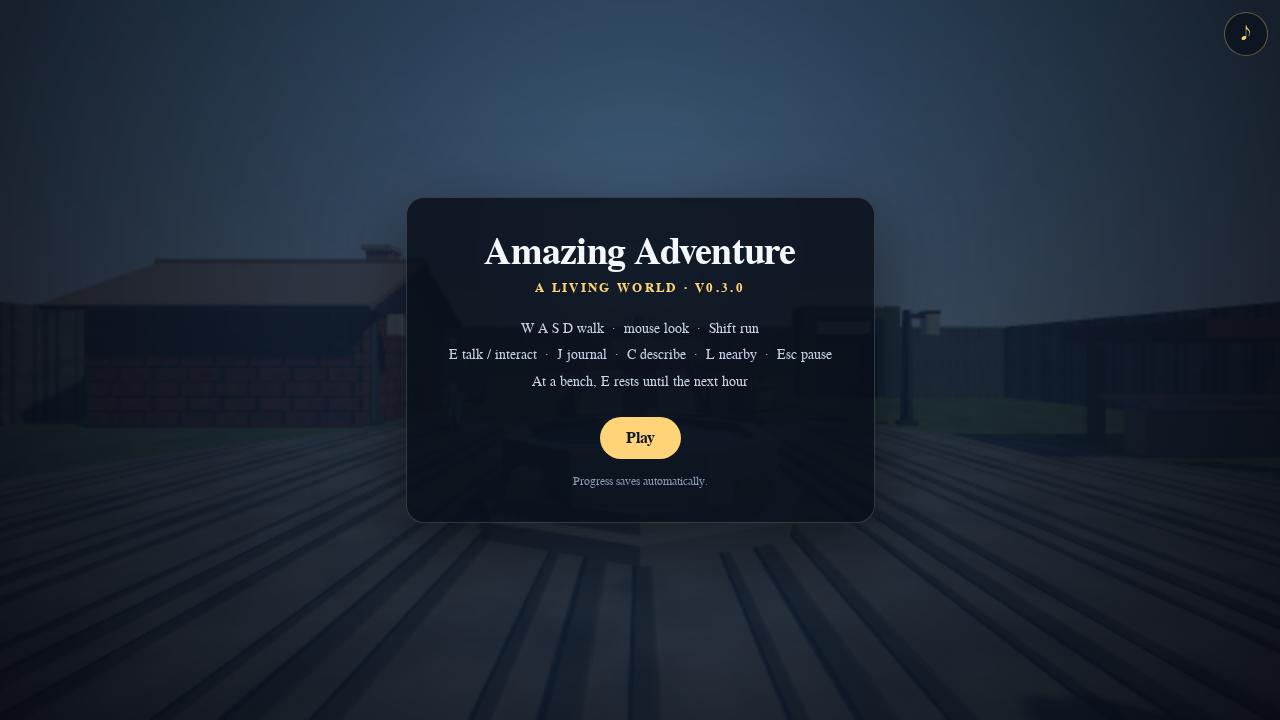 ♪
Amazing Adventure
A LIVING WORLD · V0.3.0
W A S D walk · mouse look · Shift run
E talk / interact · J journal · C describe · L nearby · Esc pause
At a bench, E rests until the next hour
Play
Progress saves automatically.